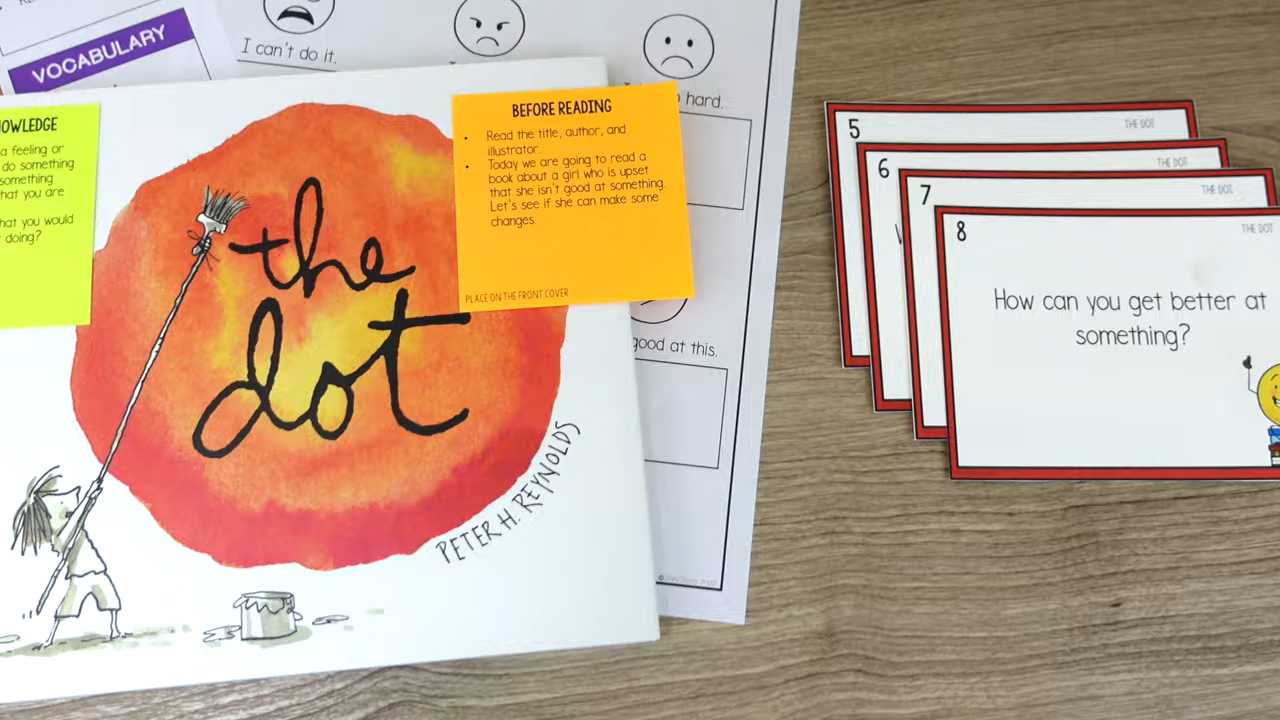 VOCABULARY
I can't do it.
hard.
good at this.
OWLEDGE
a feeling or
do something
something
hat you are
hat you would
doing?
BEFORE READING
• Read the title, author, and
illustrator.
• Today we are going to read a
book about a girl who is upset
that she isn't good at something.
Let's see if she can make some
changes.
PLACE ON THE FRONT COVER
the
dot
PETER H. REYNOLDS
5
THE DOT
6
THE DOT
7
THE DOT
8
THE DOT
How can you get better at
something?